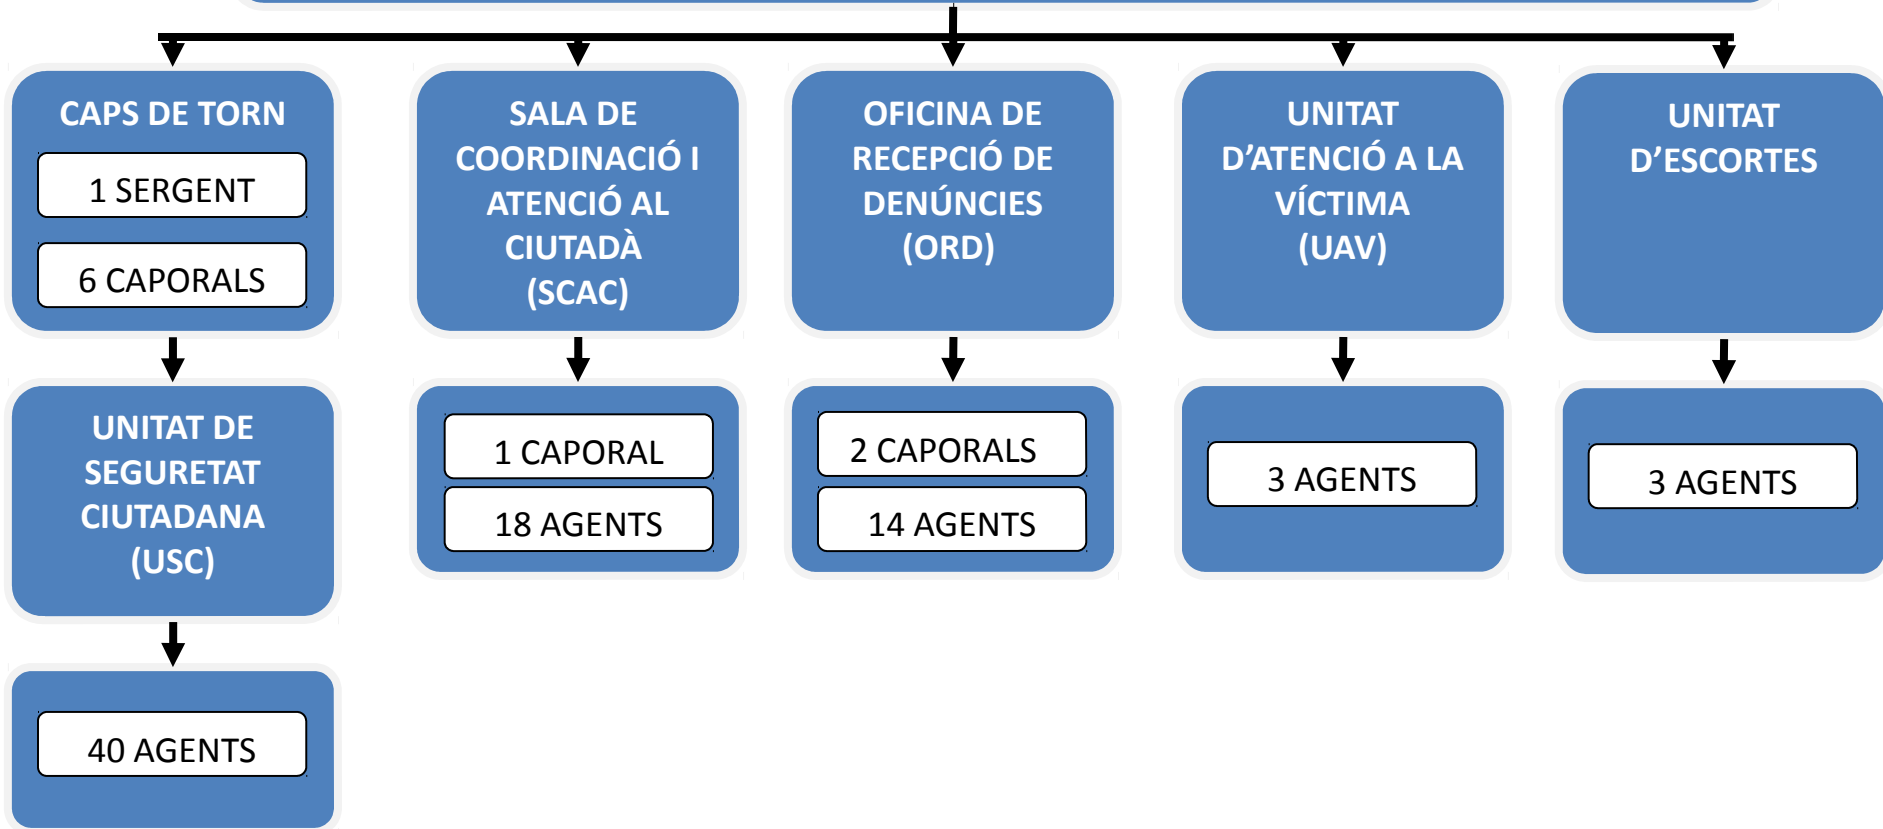 CAPS DE TORN
1 SERGENT
6 CAPORALS
UNITAT DE
SEGURETAT
CIUTADANA
(USC)
40 AGENTS
SALA DE
COORDINACIÓ I
ATENCIÓ AL
CIUTADÀ
(SCAC)
1 CAPORAL
18 AGENTS
OFICINA DE
RECEPCIÓ DE
DENÚNCIES
(ORD)
2 CAPORALS
14 AGENTS
UNITAT
D’ATENCIÓ A LA
VÍCTIMA
(UAV)
3 AGENTS
UNITAT
D’ESCORTES
3 AGENTS